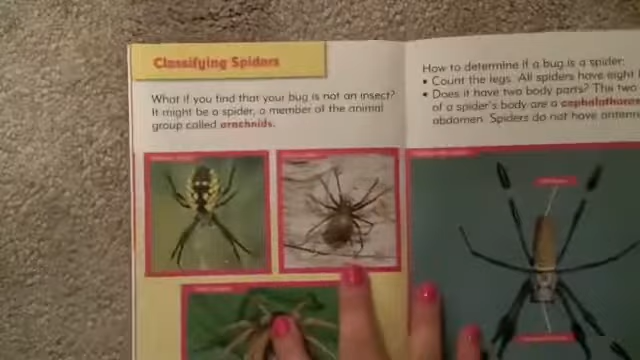 Classifying Spiders
What if you find that your bug is not an insect?
It might be a spider, a member of the animal
group called arachnids.
How to determine if a bug is a spider:
• Count the legs. All spiders have eight
• Does it have two body parts? The two
of a spider's body are a
abdomen. Spiders do not have